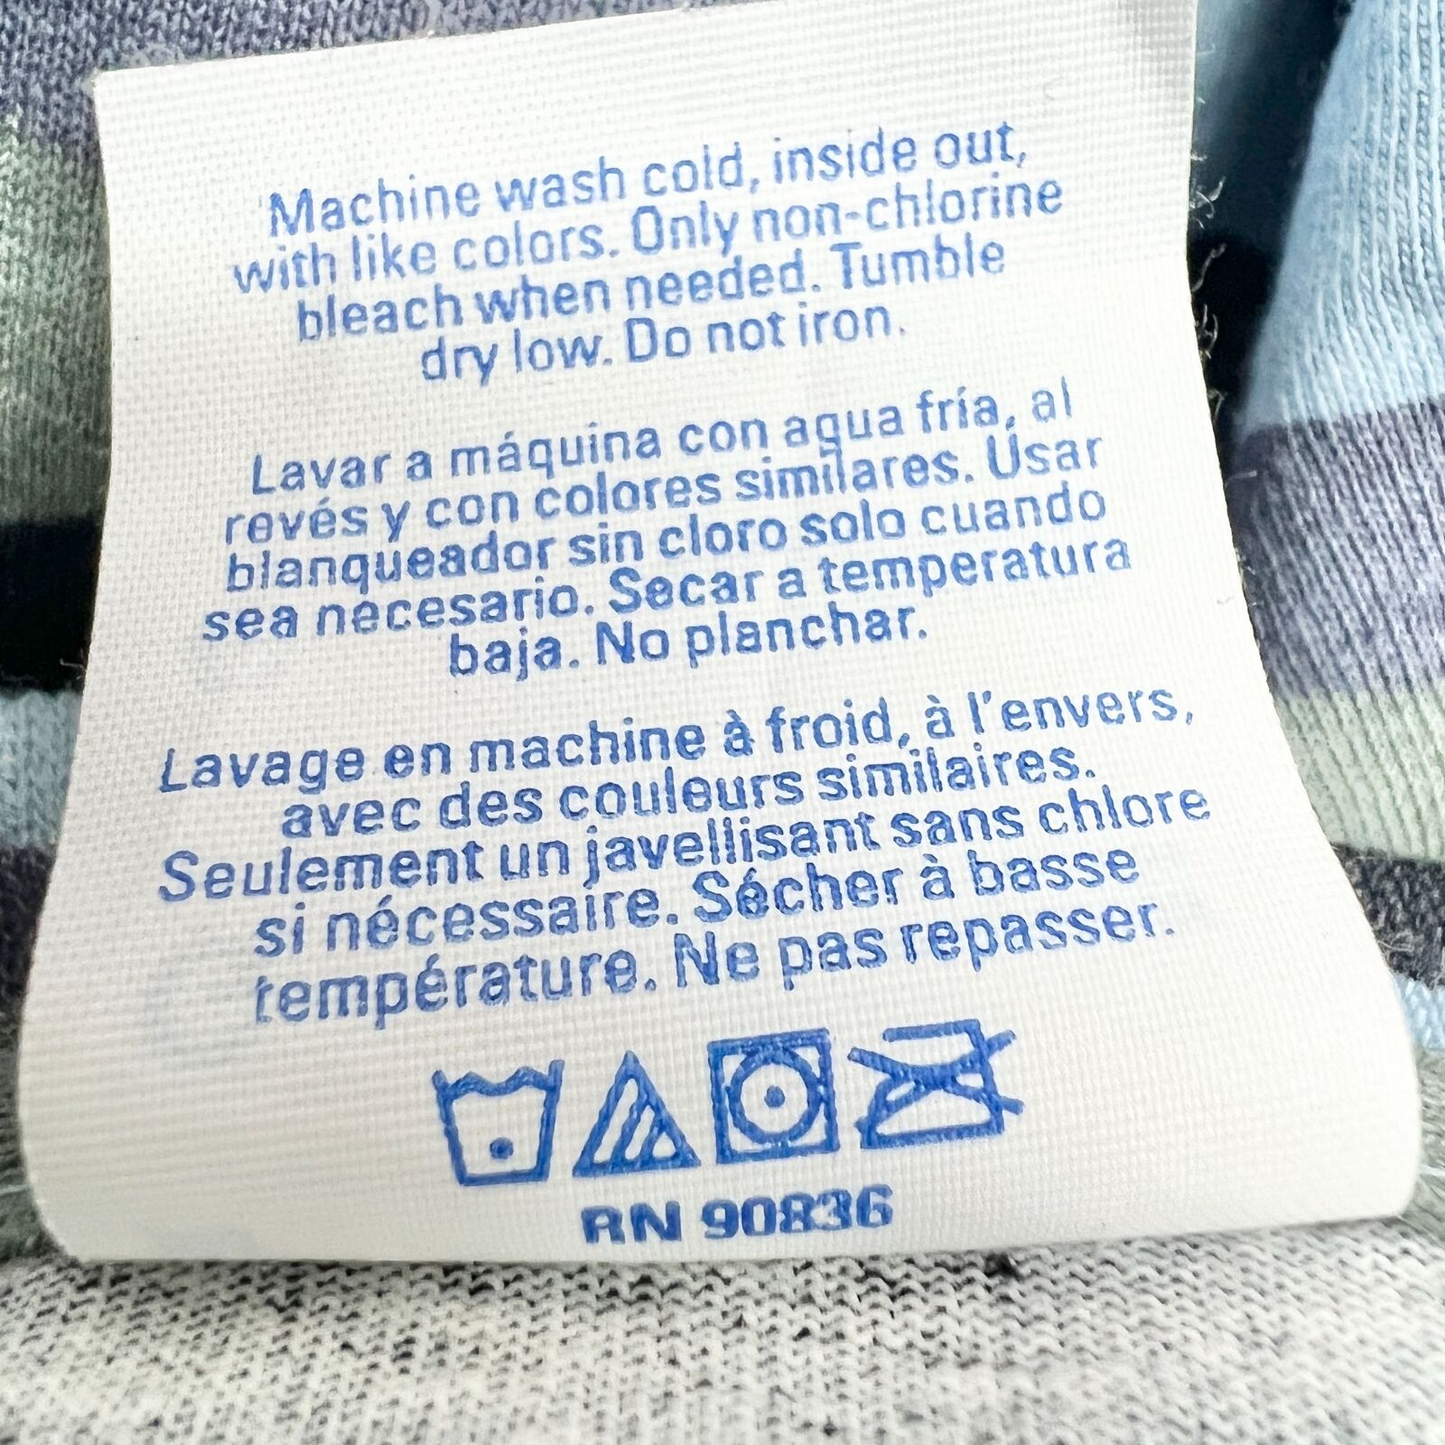 Machine wash cold, inside out,
with like colors. Only non-chlorine
bleach when needed. Tumble
dry low. Do not iron.
Lavar a máquina con agua fría, al
revés y con colores similares. Usar
blanqueador sin cloro solo cuando
sea necesario. Secar a temperatura
baja. No planchar.
Lavage en machine à froid, à l'envers,
avec des couleurs similaires.
Seulement un javellisant sans chlore
si nécessaire. Sécher à basse
température. Ne pas repasser.
RN 90836